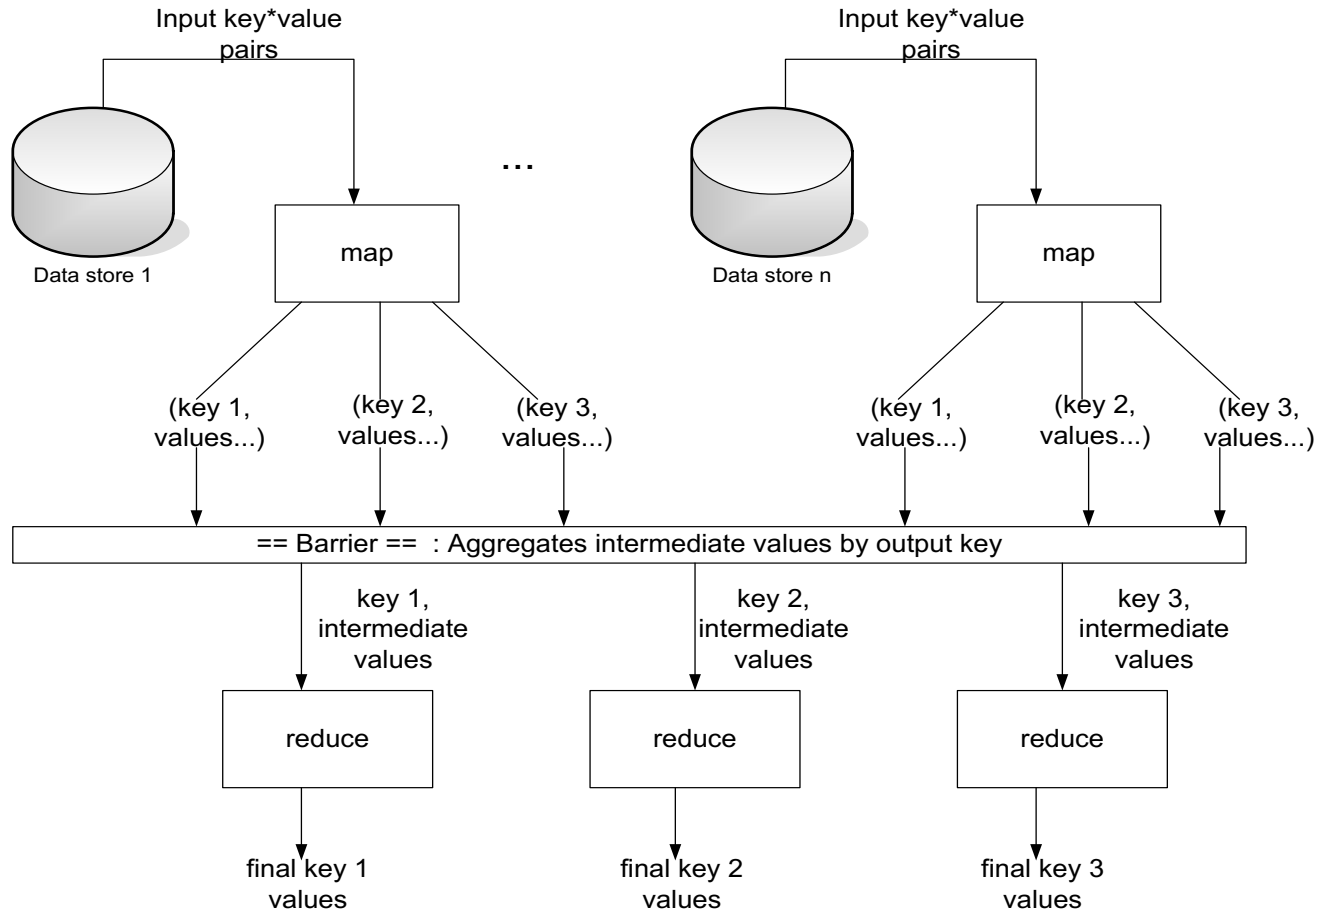 Input key*value
pairs
Input key*value
pairs
...
map
map
Data store 1
Data store n
(key 1,
values...)
(key 2,
values...)
(key 3,
values...)
(key 1,
values...)
(key 2,
values...)
(key 3,
values...)
== Barrier == : Aggregates intermediate values by output key
key 1,
intermediate
values
key 2,
intermediate
values
key 3,
intermediate
values
reduce
reduce
reduce
final key 1
values
final key 2
values
final key 3
values